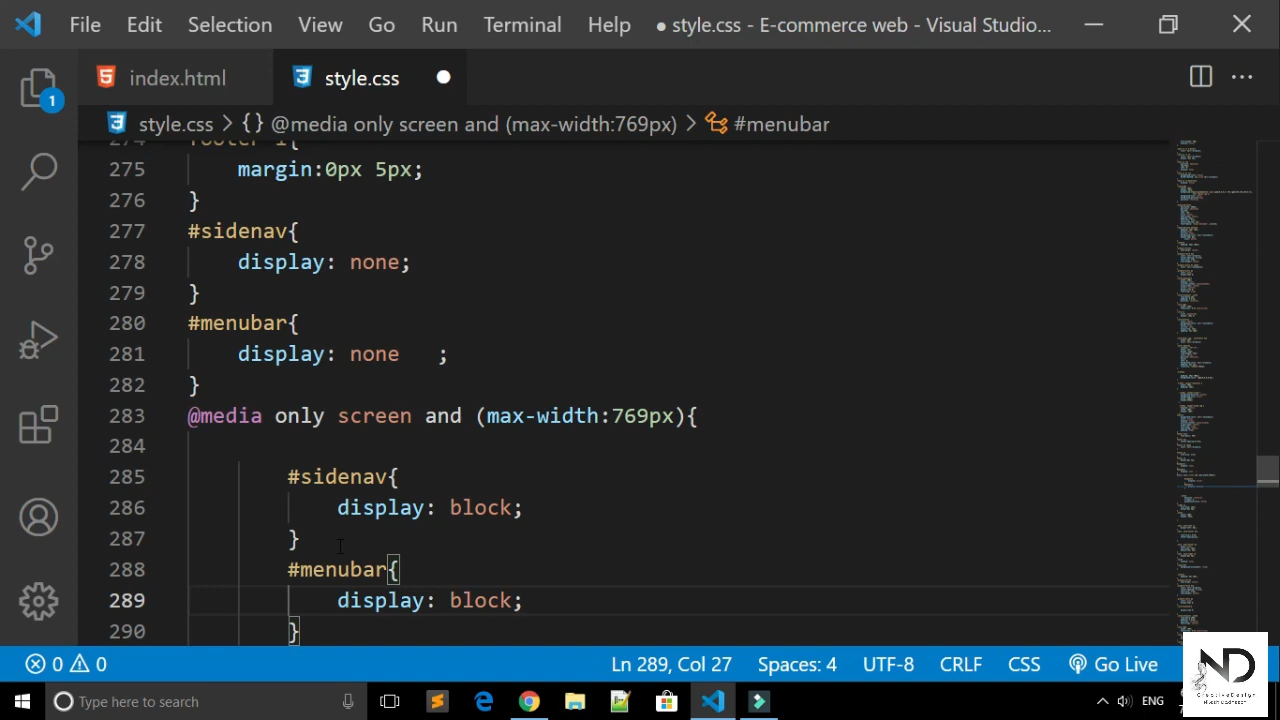 File Edit Selection View Go Run Terminal Help ● style.css - E-commerce web - Visual Studio...
index.html style.css
style.css > {} @media only screen and (max-width:769px) > #menubar
274 footer i{
275 margin:0px 5px;
276 }
277 #sidenav{
278 display: none;
279 }
280 #menubar{
281 display: none   ;
282 }
283 @media only screen and (max-width:769px){
284
285 #sidenav{
286 display: block;
287 }
288 #menubar{
289 display: block;
290 }
1
0 0 Ln 289, Col 27 Spaces: 4 UTF-8 CRLF CSS Go Live
Type here to search ENG
ND